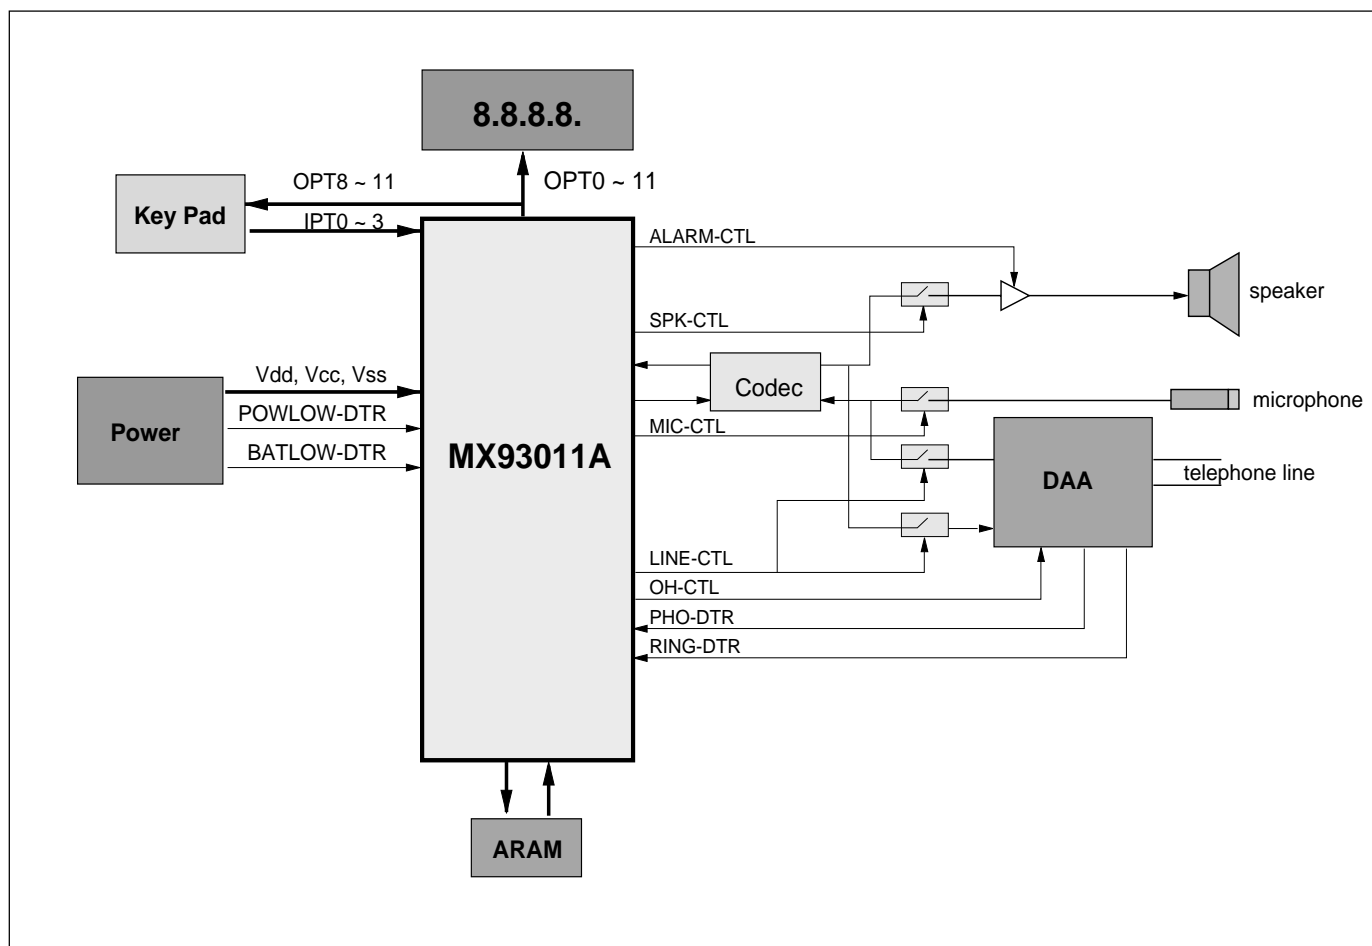 8.8.8.8.
OPT8 ~ 11
OPT0 ~ 11
Key Pad
IPT0 ~ 3
ALARM-CTL
speaker
SPK-CTL
Vdd, Vcc, Vss
Codec
POWLOW-DTR
microphone
Power
MIC-CTL
BATLOW-DTR
MX93011A
DAA
telephone line
LINE-CTL
OH-CTL
PHO-DTR
RING-DTR
ARAM